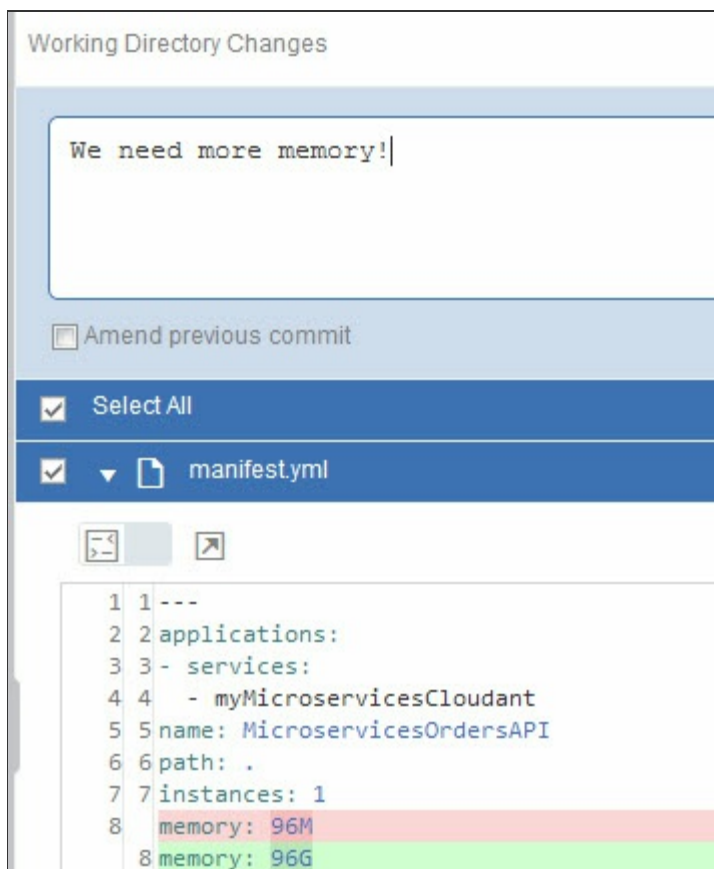 Working Directory Changes
We need more memory!
Amend previous commit
Select All
manifest.yml
1 1 ---
2 2 applications:
3 3 - services:
4 4   - myMicroservicesCloudant
5 5 name: MicroservicesOrdersAPI
6 6 path: .
7 7 instances: 1
8   memory: 96M
  8 memory: 96G